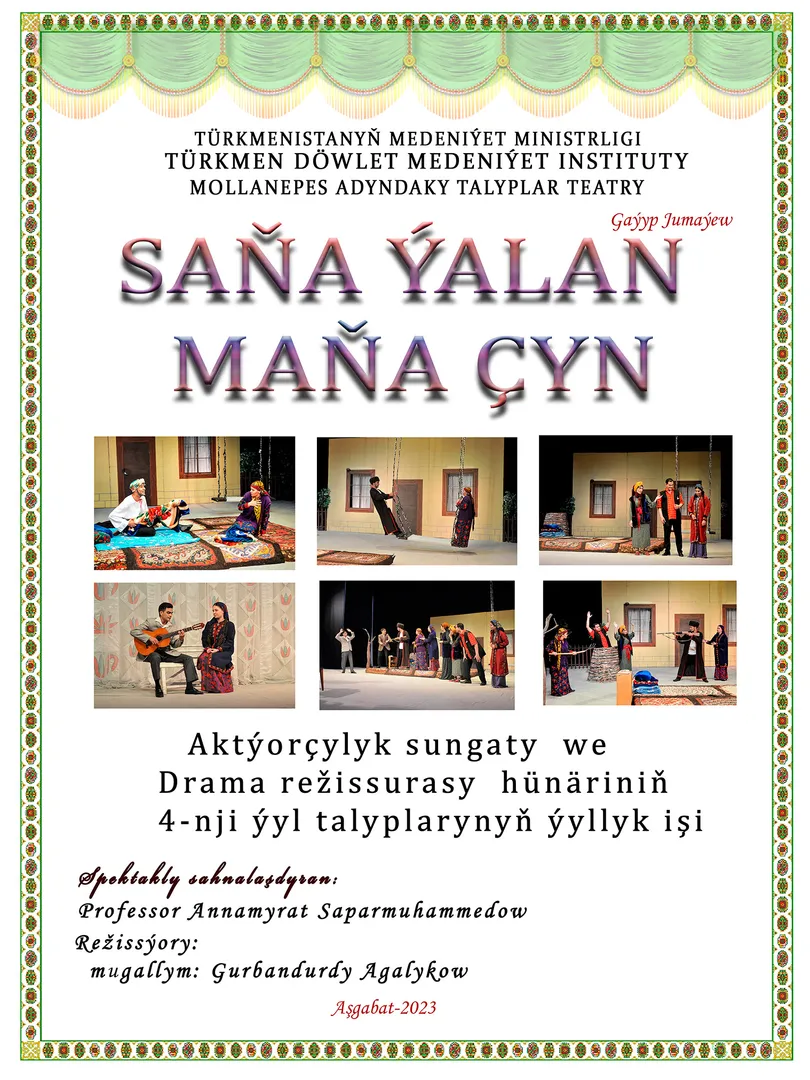 TÜRKMENISTANYŇ MEDENIÝET MINISTRLIGI
TÜRKMEN DÖWLET MEDENIÝET INSTITUTY
MOLLANEPES ADYNDAKY TALYPLAR TEATRY
Gaýyp Jumaýew
SAŇA ÝALAN
MAŇA ÇYN
Aktýorçylyk sungaty we
Drama režissurasy hünäriniň
4-nji ýyl talyplarynyň ýyllyk işi
Spektakly sahnalaşdyran:
Professor Annamyrat Saparmuhammedow
Režissýory:
mugallym: Gurbandurdy Agalykow
Aşgabat-2023